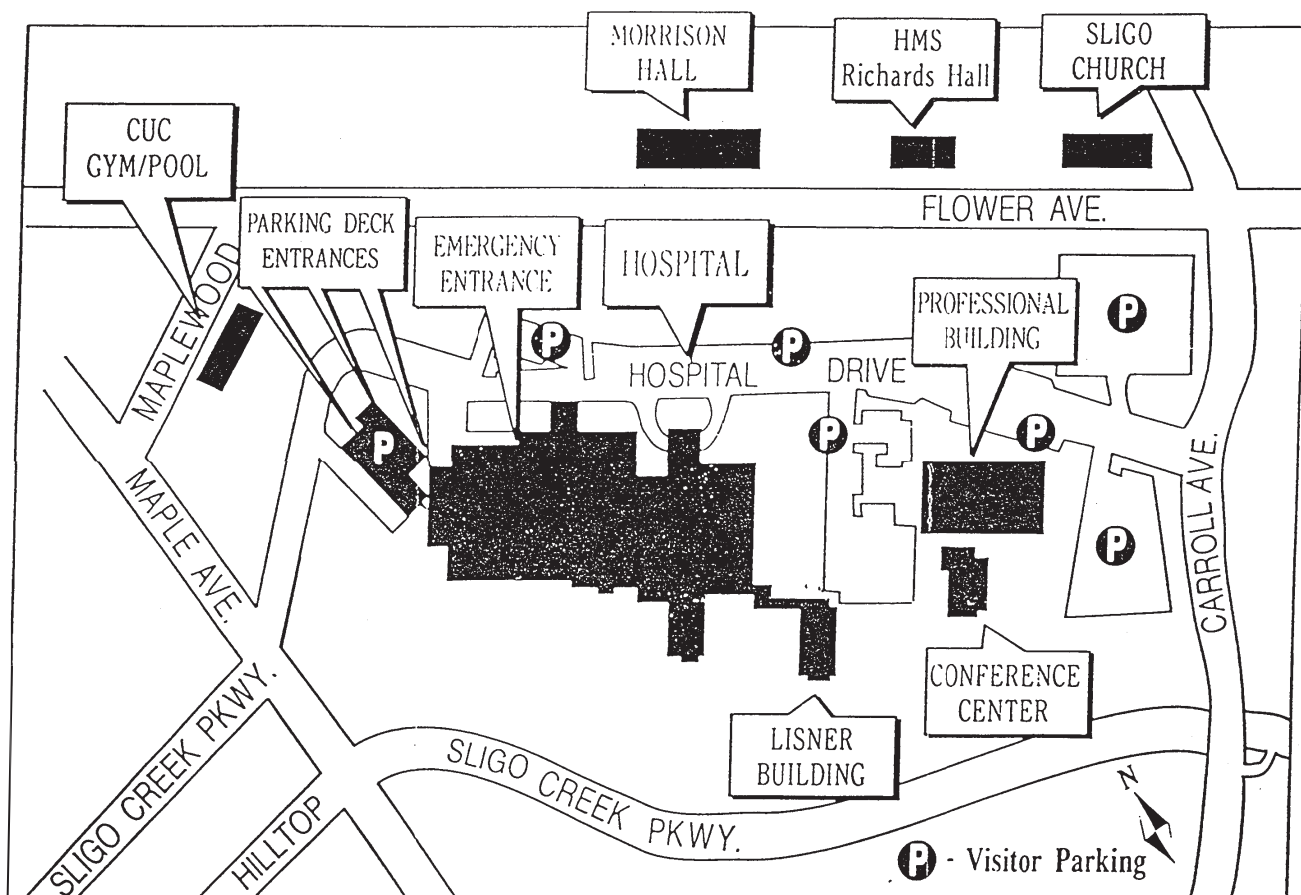 MORRISON
HALL
HMS
Richards Hall
SLIGO
CHURCH
CUC
GYM/POOL
FLOWER AVE.
PARKING DECK
ENTRANCES
EMERGENCY
ENTRANCE
HOSPITAL
PROFESSIONAL
BUILDING
MAPLEWOOD
P
P
P
HOSPITAL DRIVE
P
P
P
P
MAPLE AVE.
CARROLL AVE.
CONFERENCE
CENTER
LISNER
BUILDING
SLIGO CREEK PKWY.
SLIGO CREEK PKWY.
HILLTOP
N
P - Visitor Parking